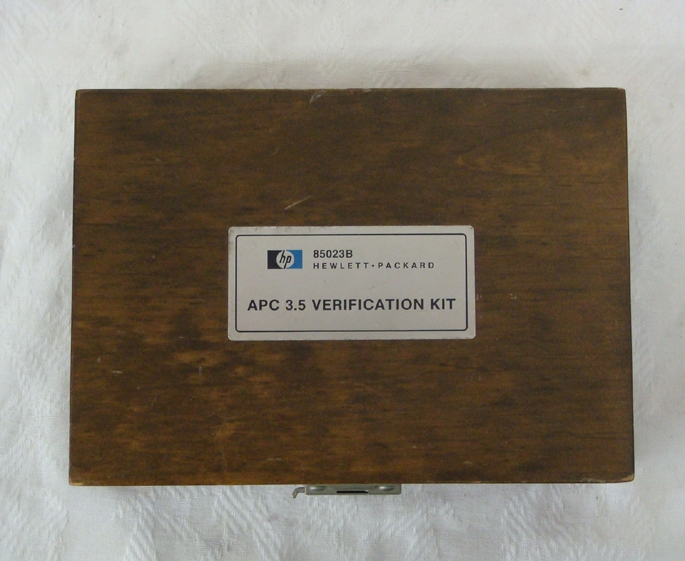 hp
85023B
HEWLETT·PACKARD
APC 3.5 VERIFICATION KIT